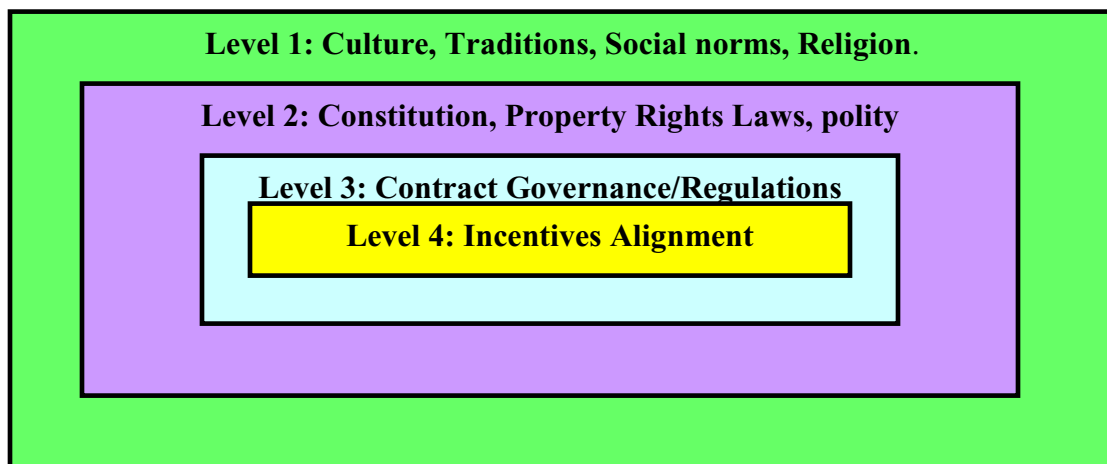 Level 1: Culture, Traditions, Social norms, Religion.
Level 2: Constitution, Property Rights Laws, polity
Level 3: Contract Governance/Regulations
Level 4: Incentives Alignment